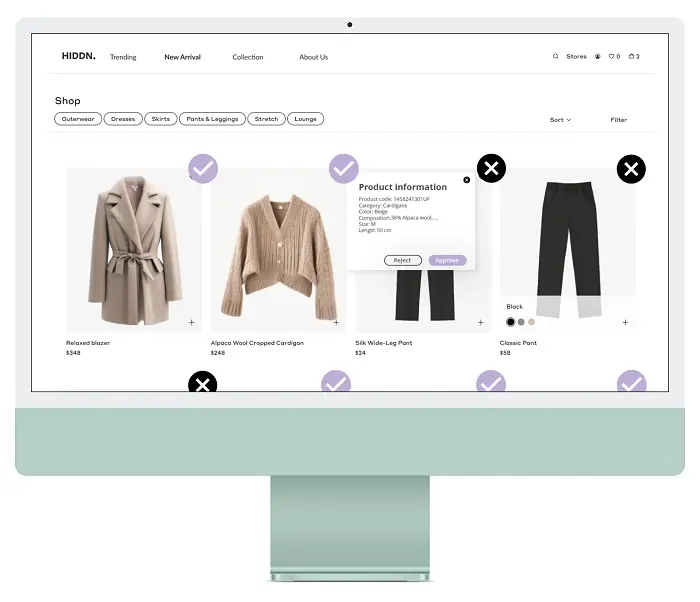 HIDDN. Trending New Arrival Collection About Us Stores 0 2
Shop
Outerwear Dresses Skirts Pants & Leggings Stretch Lounge Sort Filter
Product information
Product code: 1458241301UF
Category: Cardigans
Color: Beige
Composition:38% Alpaca wool,...
Size: M
Length:50 cm
Reject Approve
Black
Relaxed blazer
$348
Alpaca Wool Cropped Cardigan
$248
Silk Wide-Leg Pant
$24
Classic Pant
$58